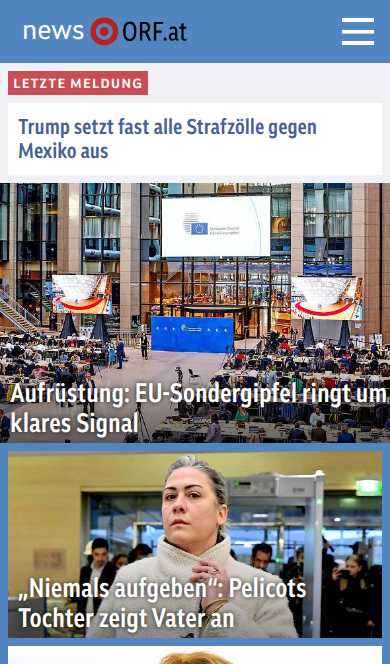 news ORF.at
LETZTE MELDUNG
Trump setzt fast alle Strafzölle gegen
Mexiko aus
Aufrüstung: EU-Sondergipfel ringt um
klares Signal
„Niemals aufgeben“: Pelicots
Tochter zeigt Vater an